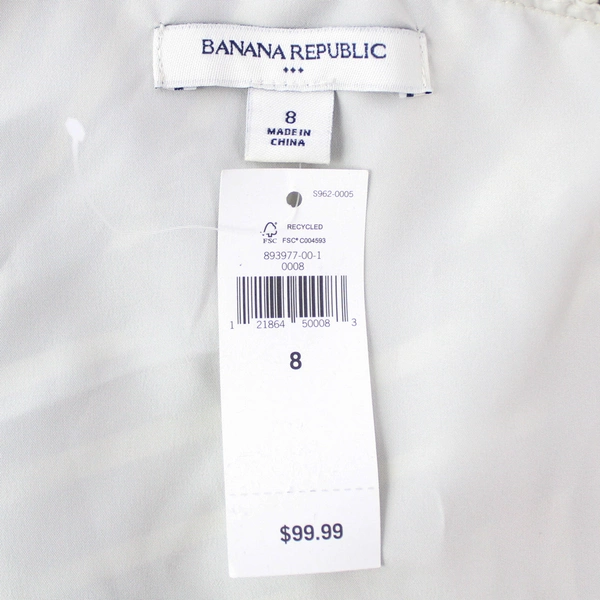 BANANA REPUBLIC
8
MADE IN
CHINA
S962-0005
RECYCLED
FSC FSC® C004593
893977-00-1
0008
1 21864 50008 3
8
$99.99